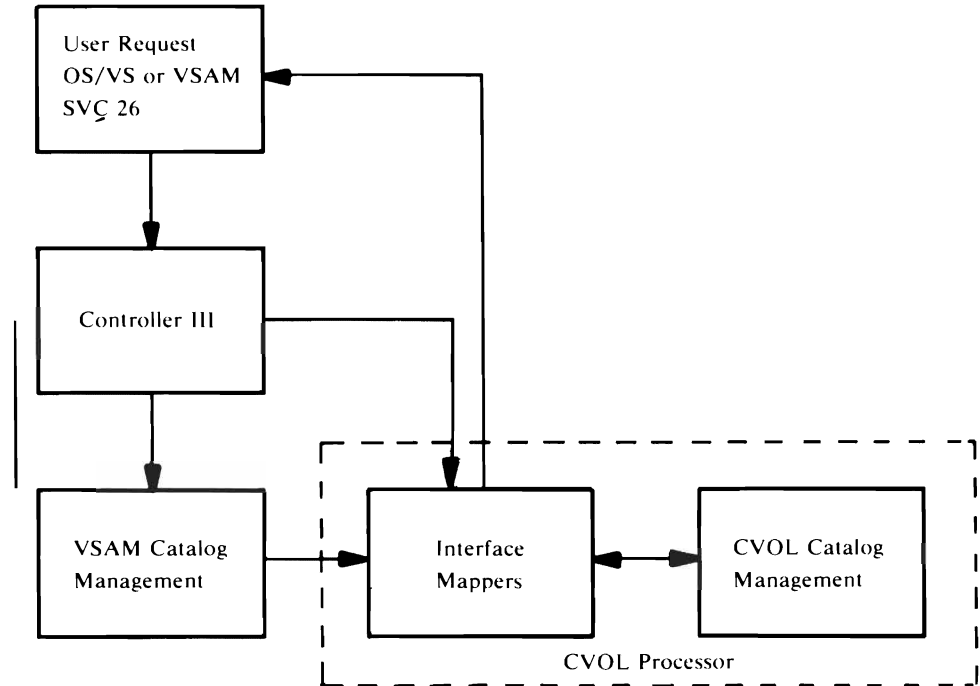 User Request
OS/VS or VSAM
SVC 26
Controller III
VSAM Catalog
Management
Interface
Mappers
CVOL Catalog
Management
CVOL Processor